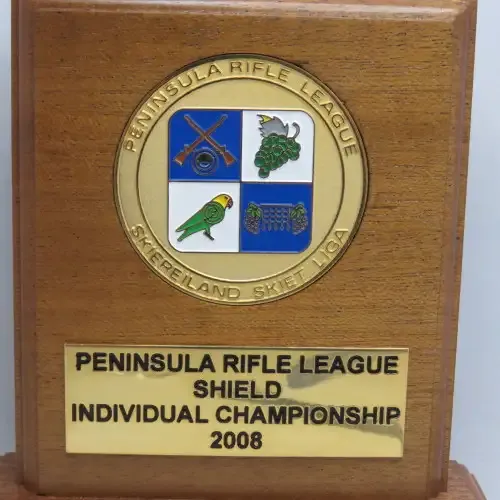 PENINSULA RIFLE LEAGUE
SKIEREILAND SKIET LIGA
PENINSULA RIFLE LEAGUE
SHIELD
INDIVIDUAL CHAMPIONSHIP
2008